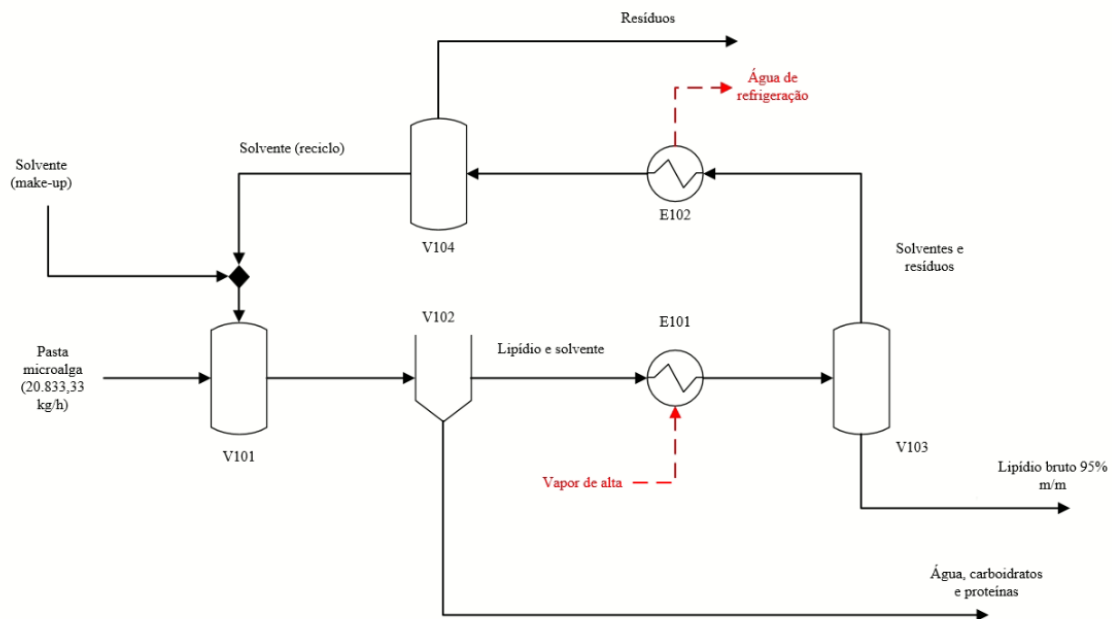 Resíduos
Água de
refrigeração
Solvente (reciclo)
Solvente
(make-up)
E102
V104
Solventes e
resíduos
V102
E101
Pasta
microalga
(20.833,33
kg/h)
Lipídio e solvente
V101
V103
Lipídio bruto 95%
m/m
Vapor de alta
Água, carboidratos
e proteínas